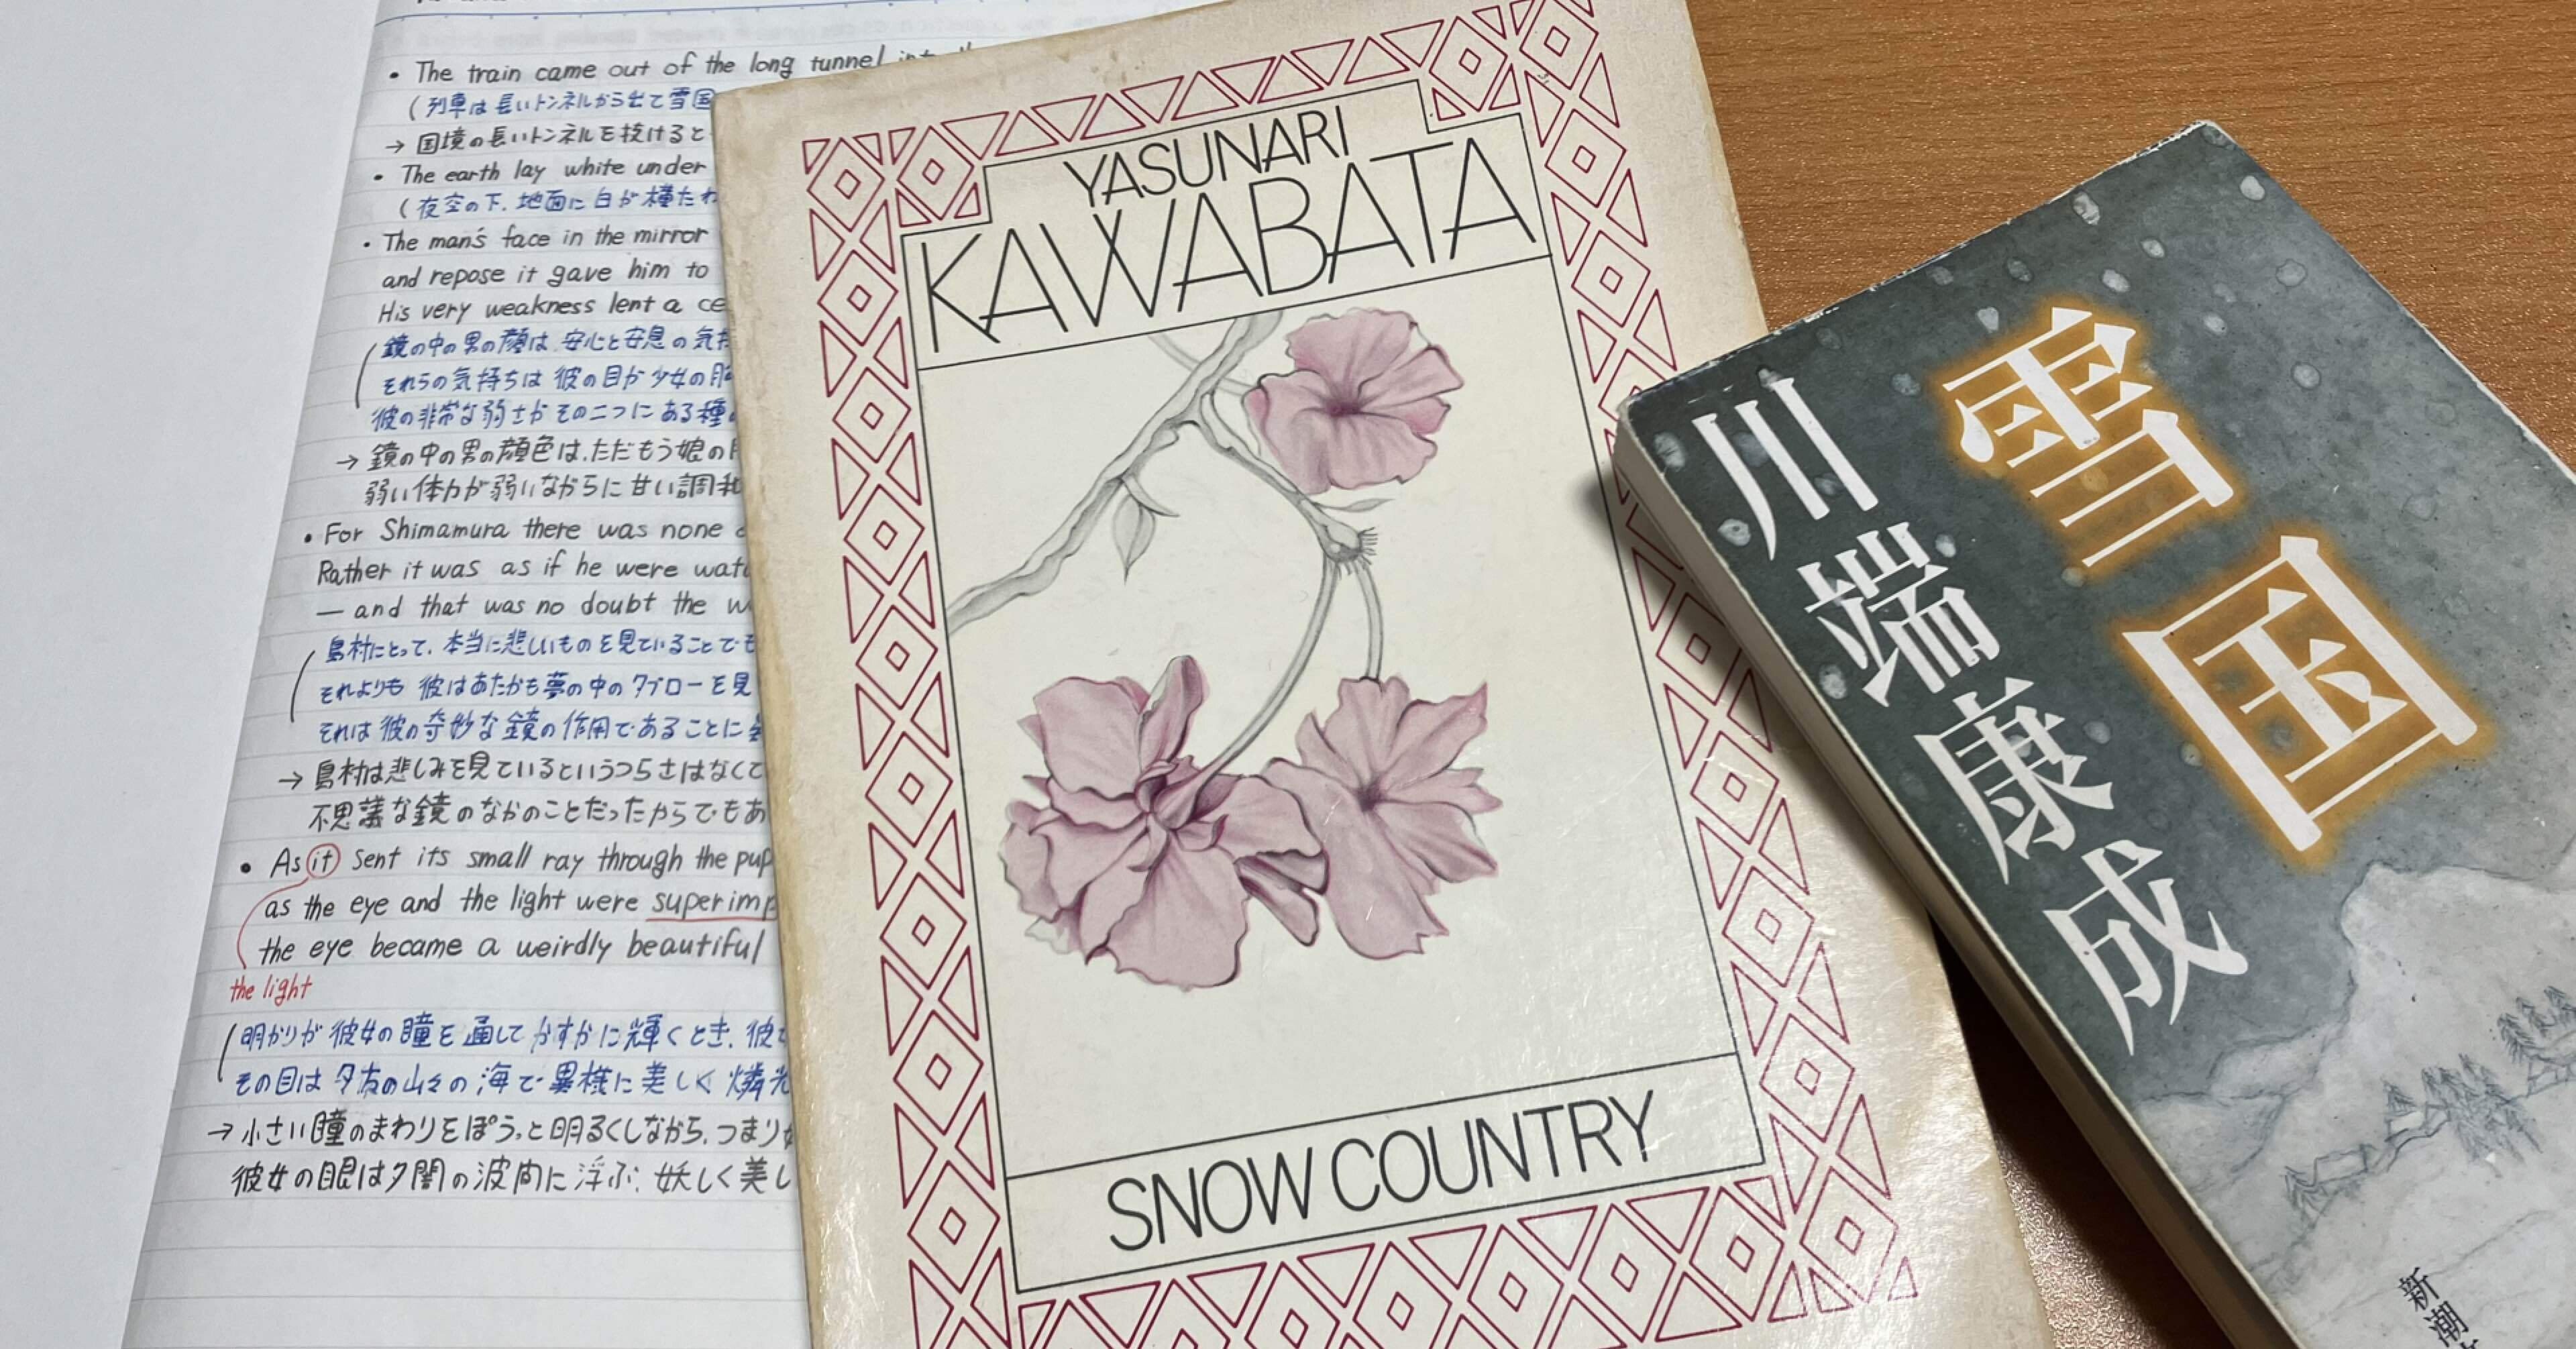 • The train came out of the long tunnel into
(列車は長いトンネルから出て雪国
→ 国境の長いトンネルを抜けると
• The earth lay white under
(夜空の下、地面に白が横たわ
• The man's face in the mirror
and repose it gave him to
His very weakness lent a ce
鏡の中の男の顔は、安心と安息の気持
それらの気持ちは 彼の目が少女の胸
彼の非常な弱さが その二つに ある種の
→ 鏡の中の男の顔色は、ただもう娘の
弱い体力が弱いながらに甘い調和
• For Shimamura there was none
Rather it was as if he were watc
— and that was no doubt the w
島村にとって、本当に悲しいものを見ていることでも
それよりも 彼はあたかも夢の中のタブローを見
それは 彼の奇妙な鏡の作用であることに
→ 島村は悲しみを見ているというつらさはなくて
不思議な鏡のなかのことだったからでもあ
• As it sent its small ray through the pup
as the eye and the light were superimp
the eye became a weirdly beautiful
the light
(明かりが 彼女の瞳を通して かすかに輝くとき、彼女
その目は 夕方の山々の海で異様に美しく燐光
→ 小さい瞳のまわりをぽうっと明るくしながら、つまり
彼女の眼は夕闇の波間に浮ぶ、妖しく美し
YASUNARI
KAWABATA
SNOW COUNTRY
雪国
川端康成
新潮